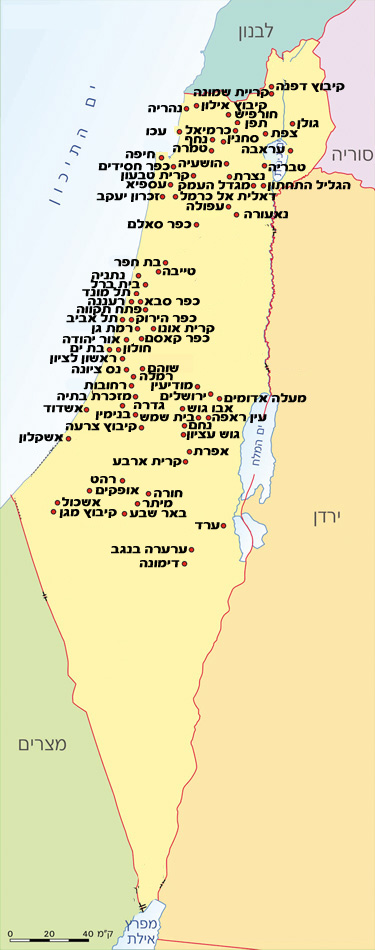 לבנון
קיבוץ דפנה
קריית שמונה
קיבוץ אילון
נהריה
חורפיש
תפן
גולן
כרמיאל
עכו
צפת
נחף
סחנין
טמרה
עראבה
סוריה
חיפה
הושעיה
טבריה
כפר חסידים
קרית טבעון
נצרת
עספיא
מגדל העמק
הגליל התחתון
זכרון יעקב
דאלית אל כרמל
עפולה
נאעורה
כפר סאלם
ים התיכון
בת חפר
טייבה
נתניה
בית ברל
תל מונד
כפר סבא
רעננה
פתח תקווה
כפר הירוק
תל אביב
קרית אונו
רמת גן
כפר קאסם
אור יהודה
חולון
בת ים
ראשון לציון
שוהם
נס ציונה
רמלה
מודיעין
רחובות
ירושלים
מעלה אדומים
מזכרת בתיה
גדרה
אבו גוש
אשדוד
בנימין
בית שמש
עין ראפה
נחם
קיבוץ צרעה
גוש עציון
אשקלון
ים המלח
אפרת
קרית ארבע
רהט
אופקים
חורה
אשכול
מיתר
קיבוץ מגן
באר שבע
ירדן
ערד
ערערה בנגב
דימונה
מצרים
מפרץ
אילת
0 20 40 ק"מ